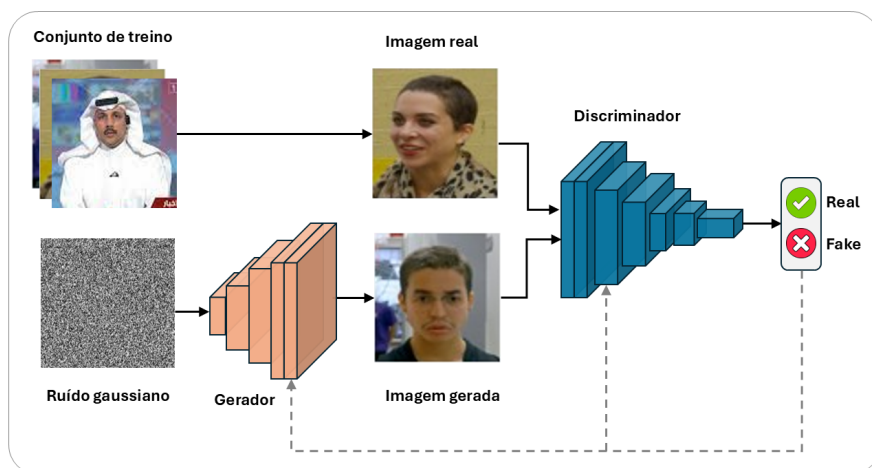 Conjunto de treino
Imagem real
Discriminador
Real
Fake
Ruído gaussiano
Gerador
Imagem gerada